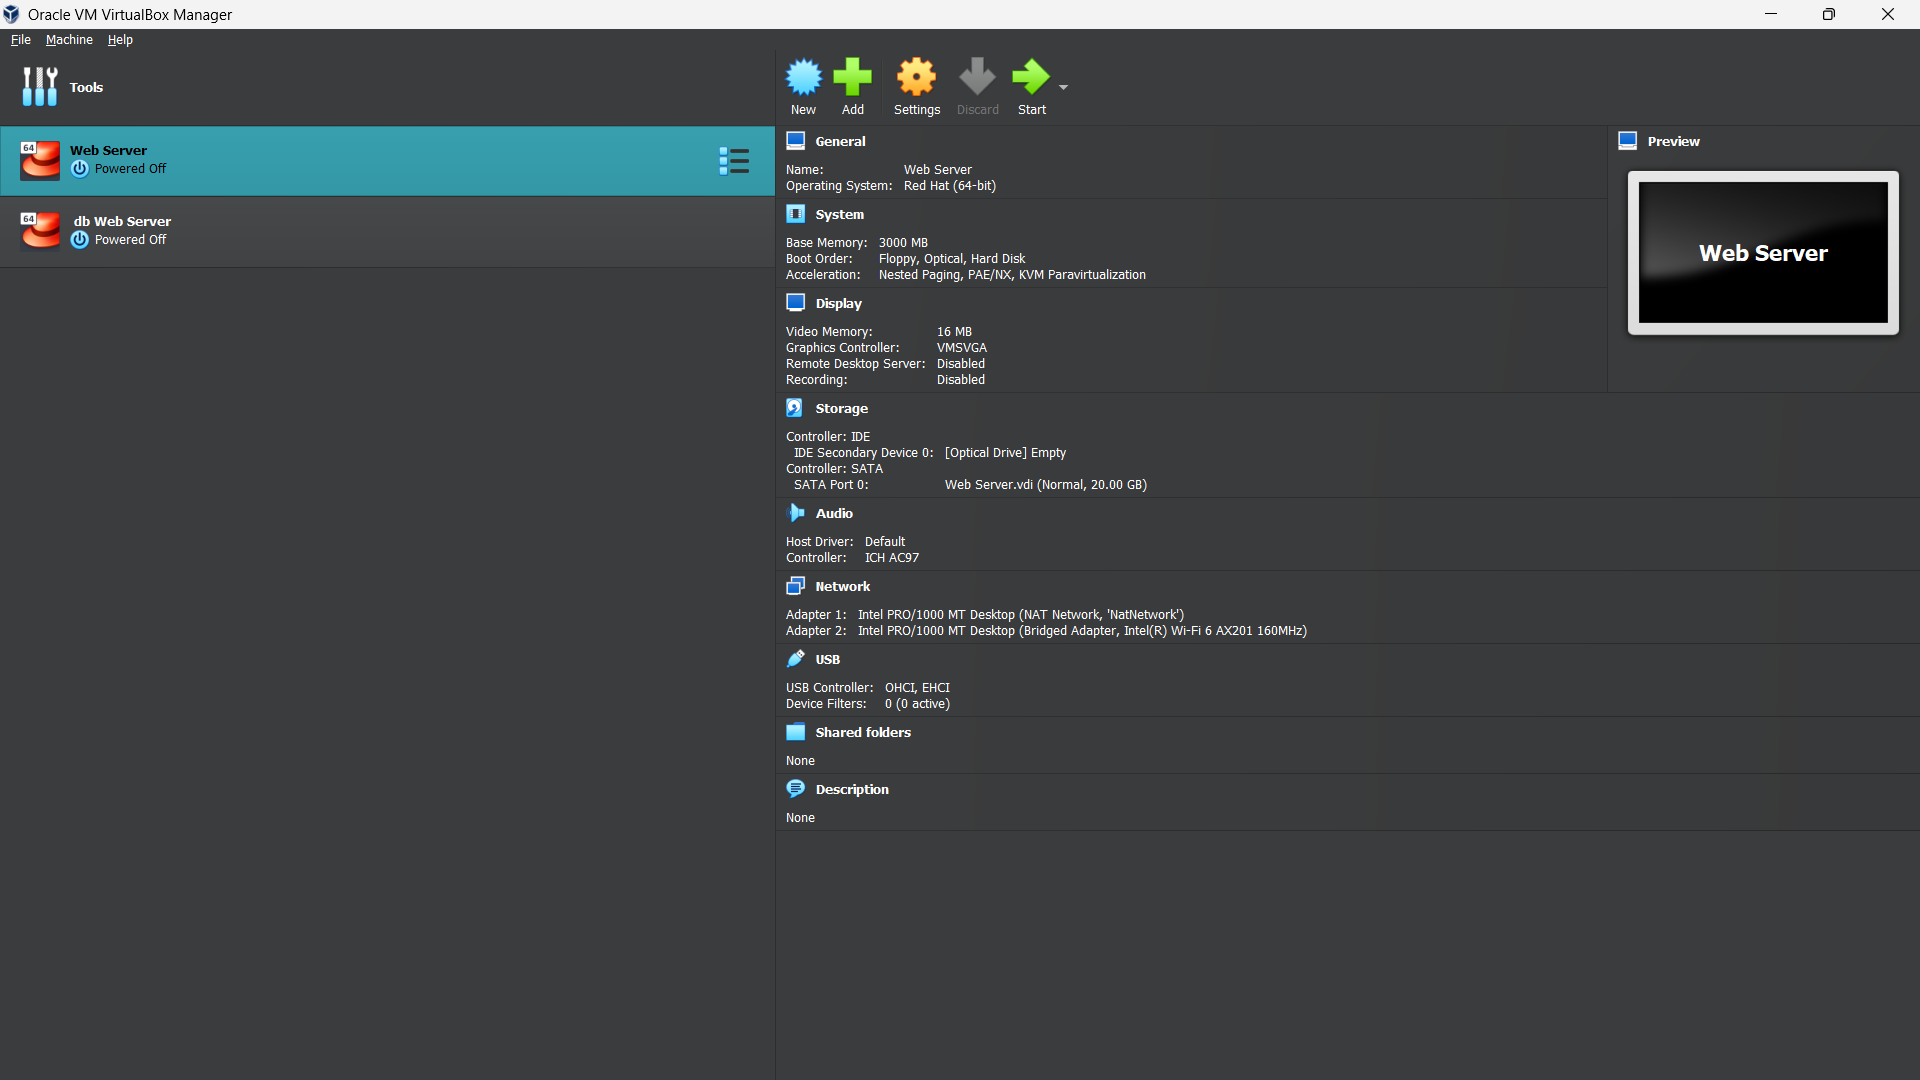 Oracle VM VirtualBox Manager
File Machine Help
Tools
New Add Settings Discard Start
64 Web Server
Powered Off
64 db Web Server
Powered Off
General
Name: Web Server
Operating System: Red Hat (64-bit)
System
Base Memory: 3000 MB
Boot Order: Floppy, Optical, Hard Disk
Acceleration: Nested Paging, PAE/NX, KVM Paravirtualization
Display
Video Memory: 16 MB
Graphics Controller: VMSVGA
Remote Desktop Server: Disabled
Recording: Disabled
Preview
Web Server
Storage
Controller: IDE
IDE Secondary Device 0: [Optical Drive] Empty
Controller: SATA
SATA Port 0: Web Server.vdi (Normal, 20.00 GB)
Audio
Host Driver: Default
Controller: ICH AC97
Network
Adapter 1: Intel PRO/1000 MT Desktop (NAT Network, 'NatNetwork')
Adapter 2: Intel PRO/1000 MT Desktop (Bridged Adapter, Intel(R) Wi-Fi 6 AX201 160MHz)
USB
USB Controller: OHCI, EHCI
Device Filters: 0 (0 active)
Shared folders
None
Description
None